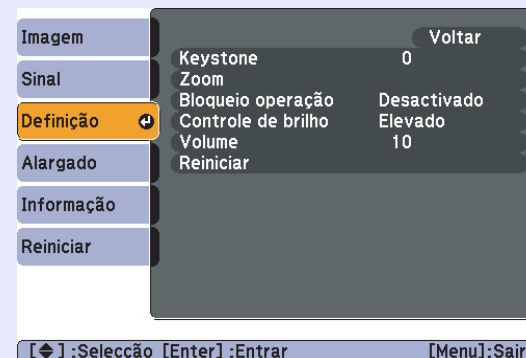 Imagem
Sinal
Definição
Alargado
Informação
Reiniciar
Voltar
Keystone 0
Zoom
Bloqueio operação Desactivado
Controle de brilho Elevado
Volume 10
Reiniciar
[ ] :Selecção [Enter] :Entrar [Menu]:Sair